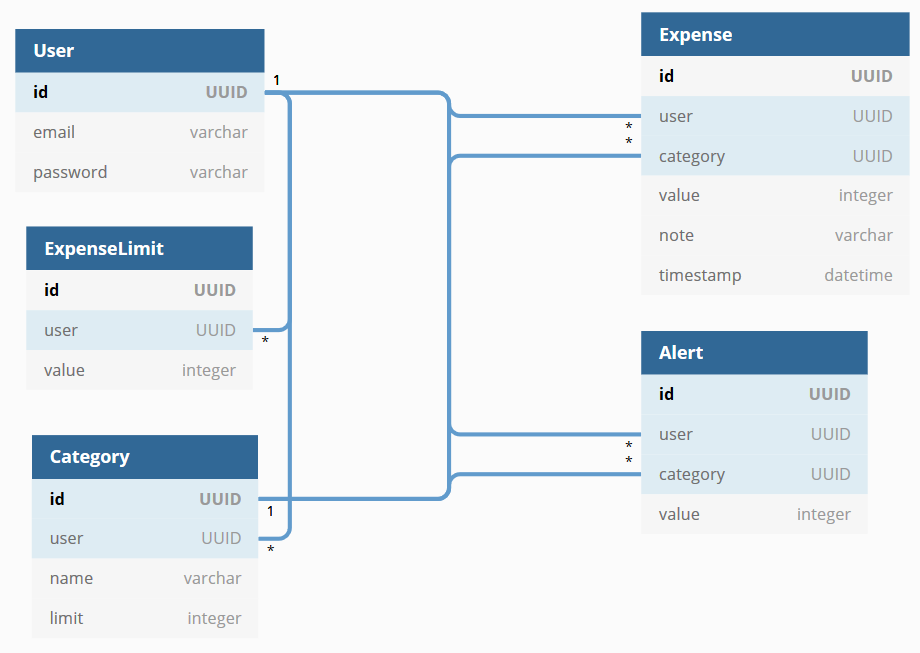 User
id UUID
email varchar
password varchar
1
ExpenseLimit
id UUID
user UUID
value integer
*
Category
id UUID
user UUID
name varchar
limit integer
1
*
Expense
id UUID
user UUID
category UUID
value integer
note varchar
timestamp datetime
*
*
Alert
id UUID
user UUID
category UUID
value integer
*
*